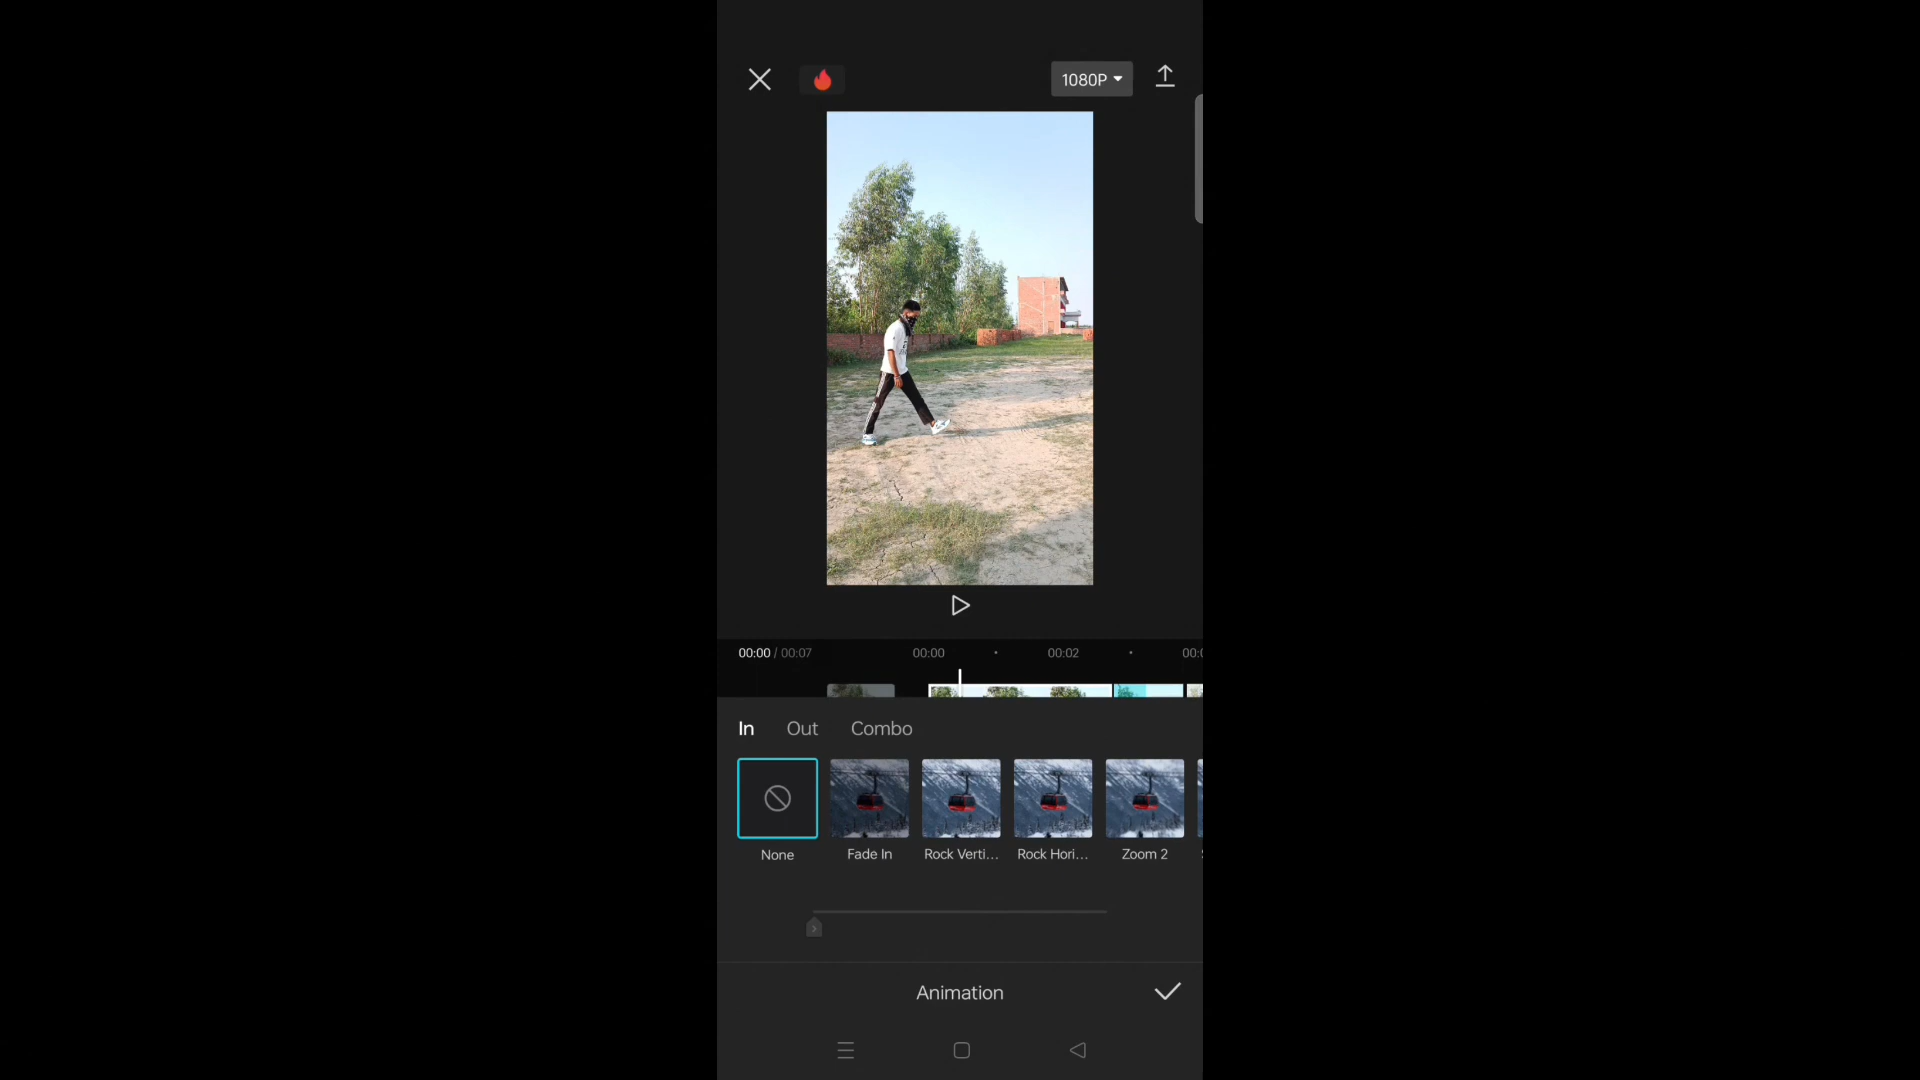 1080P
00:00 / 00:07
00:00
00:02
In
Out
Combo
None
Fade In
Rock Verti...
Rock Hori...
Zoom 2
Animation